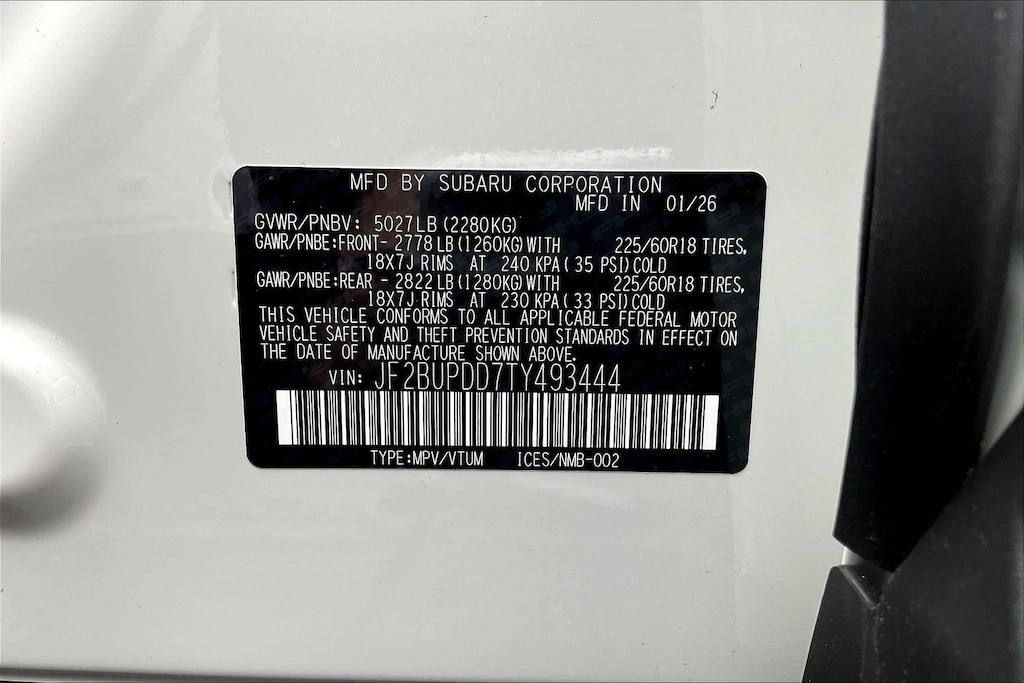 MFD BY SUBARU CORPORATION
MFD IN 01/26
GVWR/PNBV: 5027LB (2280KG)
GAWR/PNBE:FRONT- 2778 LB (1260KG) WITH 225/60R18 TIRES,
18X7J RIMS AT 240 KPA ( 35 PSI) COLD
GAWR/PNBE:REAR - 2822 LB (1280KG) WITH 225/60R18 TIRES,
18X7J RIMS AT 230 KPA ( 33 PSI) COLD
THIS VEHICLE CONFORMS TO ALL APPLICABLE FEDERAL MOTOR
VEHICLE SAFETY AND THEFT PREVENTION STANDARDS IN EFFECT ON
THE DATE OF MANUFACTURE SHOWN ABOVE.
VIN: JF2BUPDD7TY493444
TYPE:MPV/VTUM ICES/NMB-002